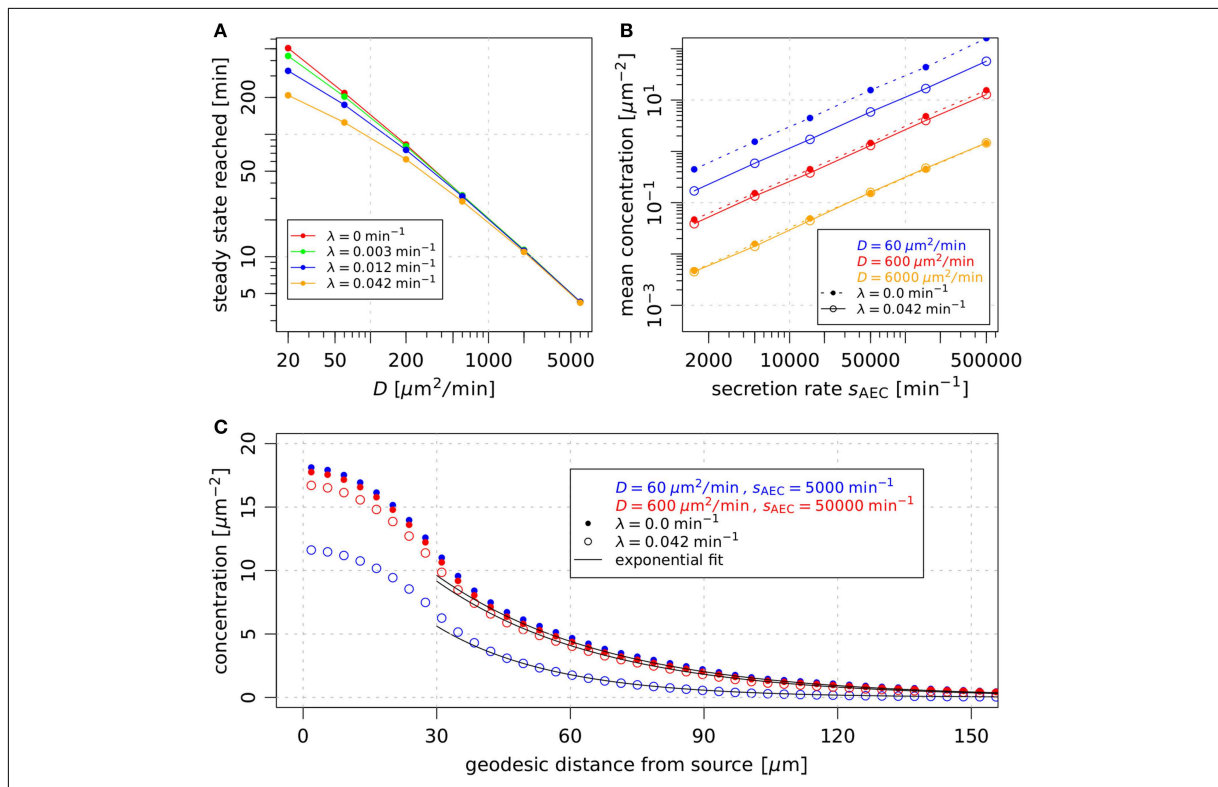 A
steady state reached [min]
200
50
10
5
λ = 0 min⁻¹
λ = 0.003 min⁻¹
λ = 0.012 min⁻¹
λ = 0.042 min⁻¹
20 50 200 1000 5000
D [μm²/min]
B
mean concentration [μm⁻²]
10¹
10⁻¹
10⁻³
D = 60 μm²/min
D = 600 μm²/min
D = 6000 μm²/min
λ = 0.0 min⁻¹
λ = 0.042 min⁻¹
2000 10000 50000 500000
secretion rate s_AEC [min⁻¹]
C
concentration [μm⁻²]
20
15
10
5
0
D = 60 μm²/min , s_AEC = 5000 min⁻¹
D = 600 μm²/min , s_AEC = 50000 min⁻¹
λ = 0.0 min⁻¹
λ = 0.042 min⁻¹
exponential fit
0 30 60 90 120 150
geodesic distance from source [μm]